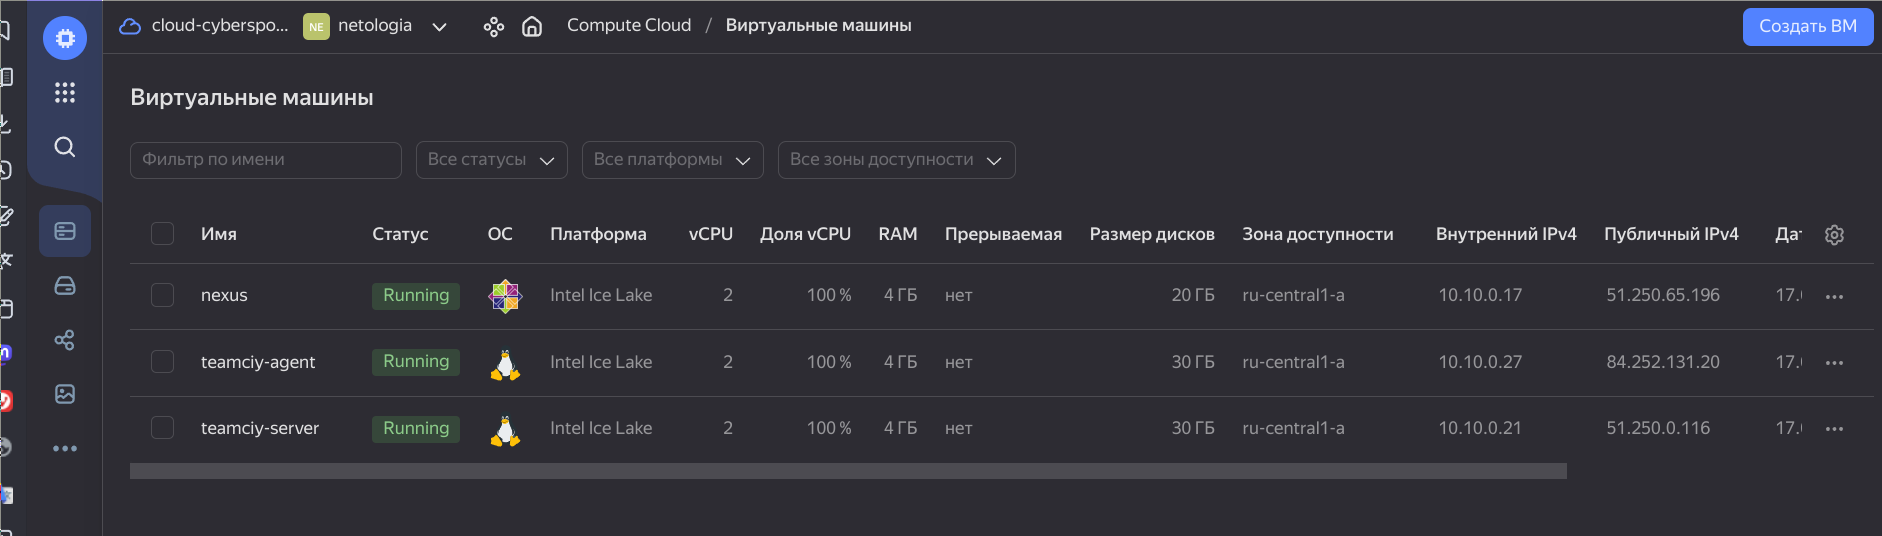 cloud-cyberspo... NE netologia Compute Cloud / Виртуальные машины Создать ВМ
Виртуальные машины
Фильтр по имени Все статусы Все платформы Все зоны доступности
Имя Статус ОС Платформа vCPU Доля vCPU RAM Прерываемая Размер дисков Зона доступности Внутренний IPv4 Публичный IPv4
nexus Running Intel Ice Lake 2 100 % 4 ГБ нет 20 ГБ ru-central1-a 10.10.0.17 51.250.65.196 17.
teamciy-agent Running Intel Ice Lake 2 100 % 4 ГБ нет 30 ГБ ru-central1-a 10.10.0.27 84.252.131.20 17.
teamciy-server Running Intel Ice Lake 2 100 % 4 ГБ нет 30 ГБ ru-central1-a 10.10.0.21 51.250.0.116 17.